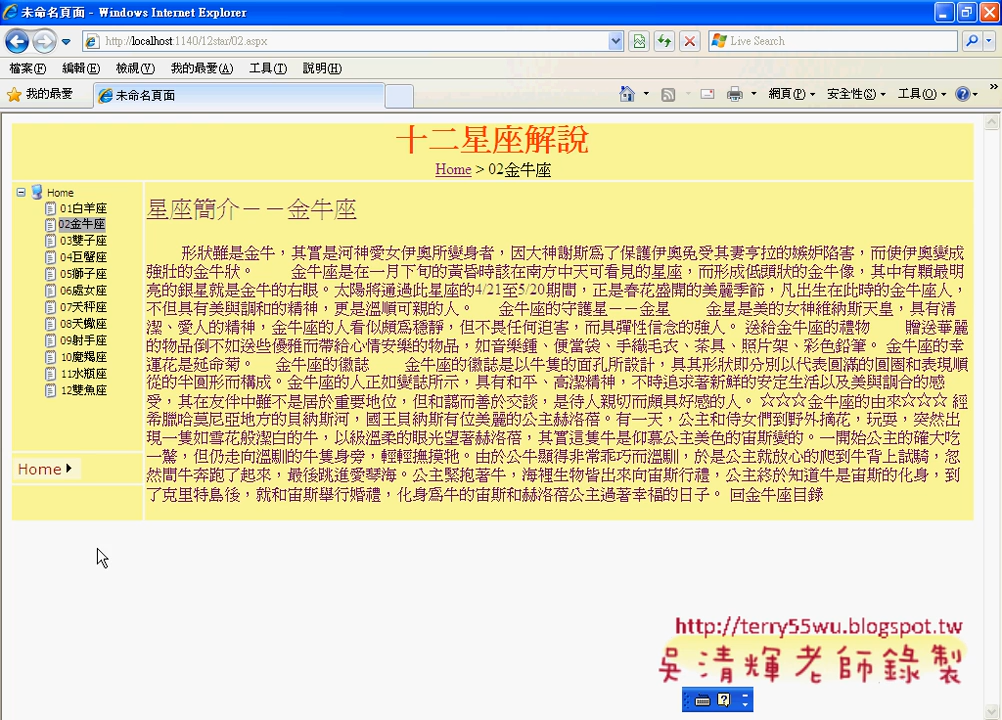 未命名頁面 - Windows Internet Explorer
http://localhost:1140/12star/02.aspx
Live Search
檔案(F) 編輯(E) 檢視(V) 我的最愛(A) 工具(T) 說明(H)
我的最愛 未命名頁面 網頁(P) 安全性(S) 工具(O) »
十二星座解說
Home > 02金牛座
Home
01白羊座
02金牛座
03雙子座
04巨蟹座
05獅子座
06處女座
07天秤座
08天蠍座
09射手座
10魔羯座
11水瓶座
12雙魚座
Home
星座簡介－－金牛座
形狀雖是金牛，其實是河神愛女伊奧所變身者，因大神謝斯為了保護伊奧免受其妻亨拉的嫉妒陷害，而使伊奧變成
強壯的金牛狀。 金牛座是在一月下旬的黃昏時該在南方中天可看見的星座，而形成低頭狀的金牛像，其中有顆最明
亮的銀星就是金牛的右眼。太陽將通過此星座的4/21至5/20期間，正是春花盛開的美麗季節，凡出生在此時的金牛座人，
不但具有美與調和的精神，更是溫順可親的人。 金牛座的守護星－－金星 金星是美的女神維納斯天皇，具有清
潔、愛人的精神，金牛座的人看似頗為穩靜，但不畏任何迫害，而具彈性信念的強人。 送給金牛座的禮物 贈送華麗
的物品倒不如送些優雅而帶給心情安樂的物品，如音樂鍾、便當袋、手織毛衣、茶具、照片架、彩色鉛筆。 金牛座的幸
運花是延命菊。 金牛座的徽誌 金牛座的徽誌是以牛隻的面孔所設計，具其形狀即分別以代表圓滿的圓圈和表現順
從的半圓形而構成。金牛座的人正如變誌所示，具有和平、高潔精神，不時追求著新鮮的安定生活以及美與調合的感
受，其在友伴中雖不是居於重要地位，但和譪而善於交談，是待人親切而頗具好感的人。 ☆☆☆金牛座的由來☆☆☆ 經
希臘哈莫尼亞地方的貝納斯河，國王貝納斯有位美麗的公主赫洛蓓。有一天，公主和侍女們到野外摘花，玩耍，突然出
現一隻如雪花般潔白的牛，以級溫柔的眼光望著赫洛蓓，其實這隻牛是仰慕公主美色的宙斯變的。一開始公主的確大吃
一驚，但仍走向溫馴的牛隻身旁，輕輕撫摸牠。由於公牛顯得非常乖巧而溫馴，於是公主就放心的爬到牛背上試騎，忽
然間牛奔跑了起來，最後跳進愛琴海。公主緊抱著牛，海裡生物皆出來向宙斯行禮，公主終於知道牛是宙斯的化身，到
了克里特島後，就和宙斯舉行婚禮，化身為牛的宙斯和赫洛蓓公主過著幸福的日子。 回金牛座目錄
http://terry55wu.blogspot.tw
吳清輝老師錄製